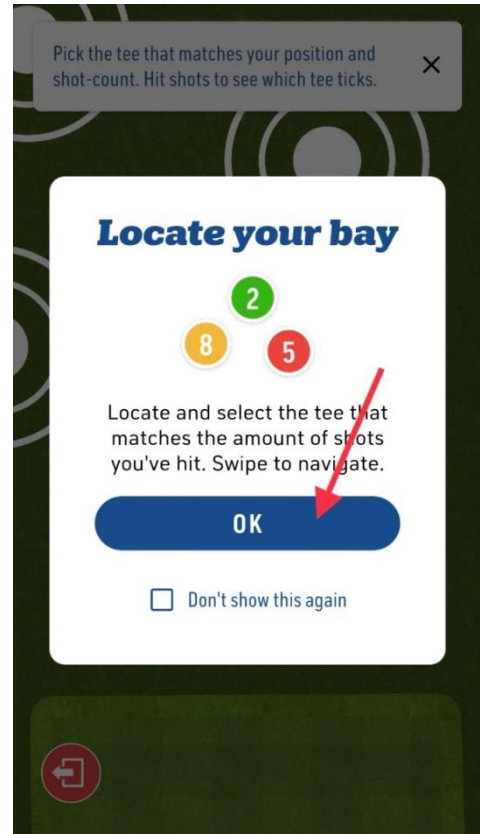 Pick the tee that matches your position and
shot-count. Hit shots to see which tee ticks.
Locate your bay
2
8
5
Locate and select the tee that
matches the amount of shots
you've hit. Swipe to navigate.
OK
Don't show this again